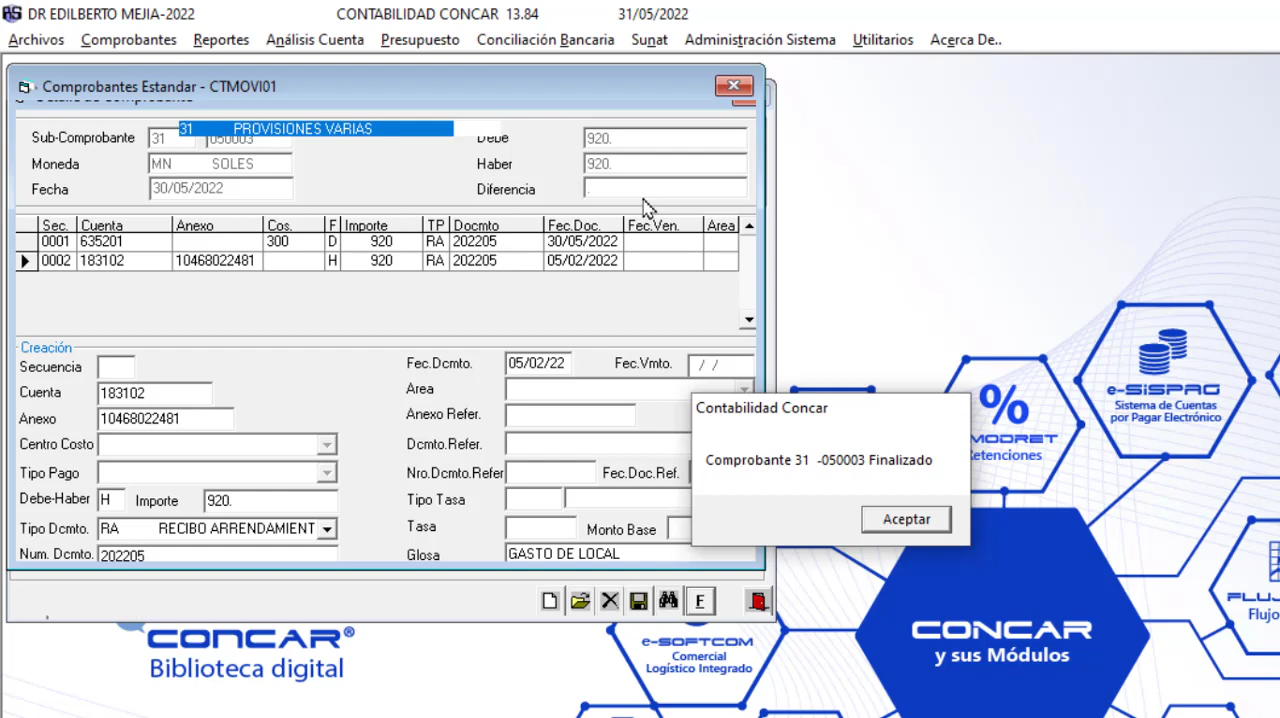 DR EDILBERTO MEJIA-2022 CONTABILIDAD CONCAR 13.84 31/05/2022
Archivos Comprobantes Reportes Análisis Cuenta Presupuesto Conciliación Bancaria Sunat Administración Sistema Utilitarios Acerca De..
Comprobantes Estandar - CTMOVI01
31 PROVISIONES VARIAS
Sub-Comprobante 31 050003 Debe 920.
Moneda MN SOLES Haber 920.
Fecha 30/05/2022 Diferencia .
Sec. Cuenta Anexo Cos. F Importe TP Docmto Fec.Doc. Fec.Ven. Area
0001 635201 300 D 920 RA 202205 30/05/2022
0002 183102 10468022481 H 920 RA 202205 05/02/2022
Creación
Secuencia Fec.Dcmto. 05/02/22 Fec.Vmto. / /
Cuenta 183102 Area
Anexo 10468022481 Anexo Refer.
Centro Costo Dcmto.Refer.
Tipo Pago Nro.Dcmto.Refer Fec.Doc.Ref.
Debe-Haber H Importe 920. Tipo Tasa
Tipo Dcmto. RA RECIBO ARRENDAMIENT Tasa Monto Base
Num. Dcmto. 202205 Glosa GASTO DE LOCAL
Contabilidad Concar
Comprobante 31 -050003 Finalizado
Aceptar
E
e-SISPAG
Sistema de Cuentas
por Pagar Electrónico
%
MODRET
etenciones
FLUJ
Flujo
CONCAR®
Biblioteca digital
e-SOFTCOM
Comercial
Logístico Integrado
CONCAR
y sus Módulos